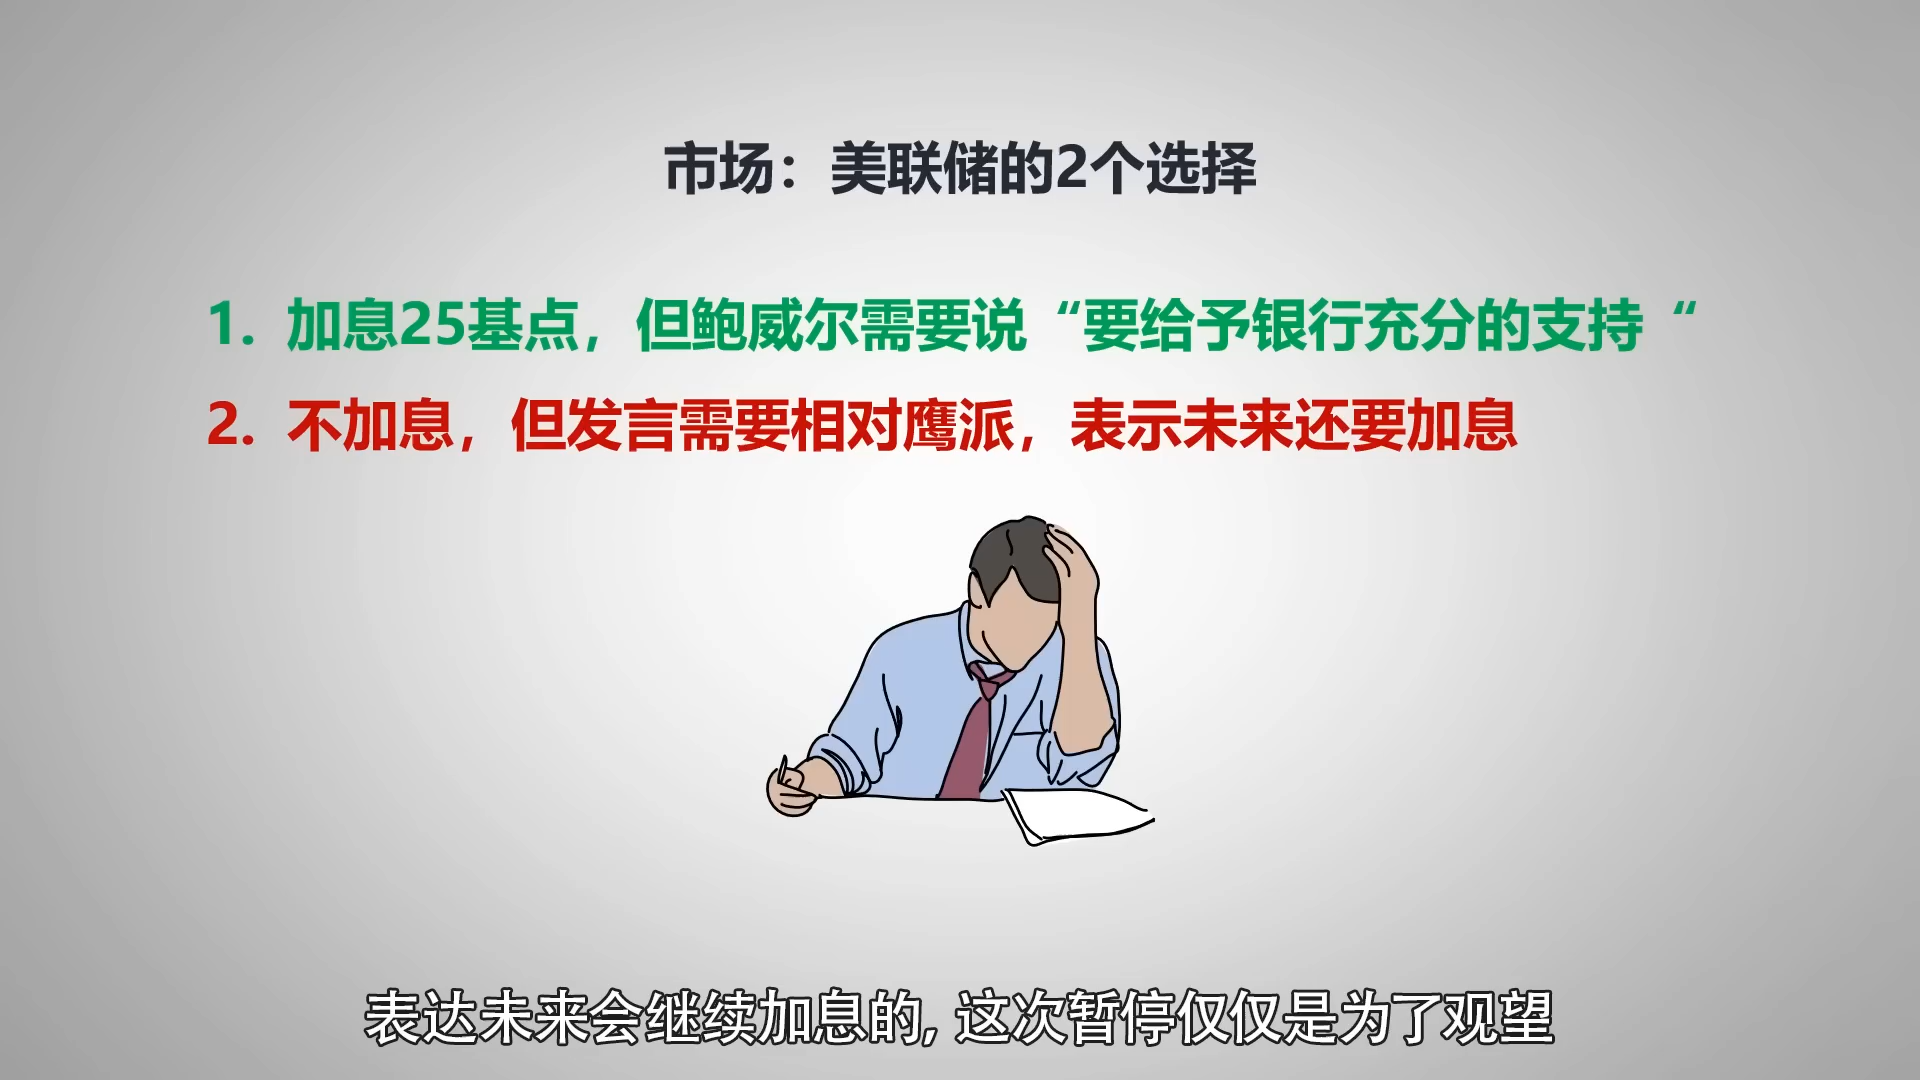 市场：美联储的2个选择
1. 加息25基点，但鲍威尔需要说“要给予银行充分的支持“
2. 不加息，但发言需要相对鹰派，表示未来还要加息
表达未来会继续加息的, 这次暂停仅仅是为了观望